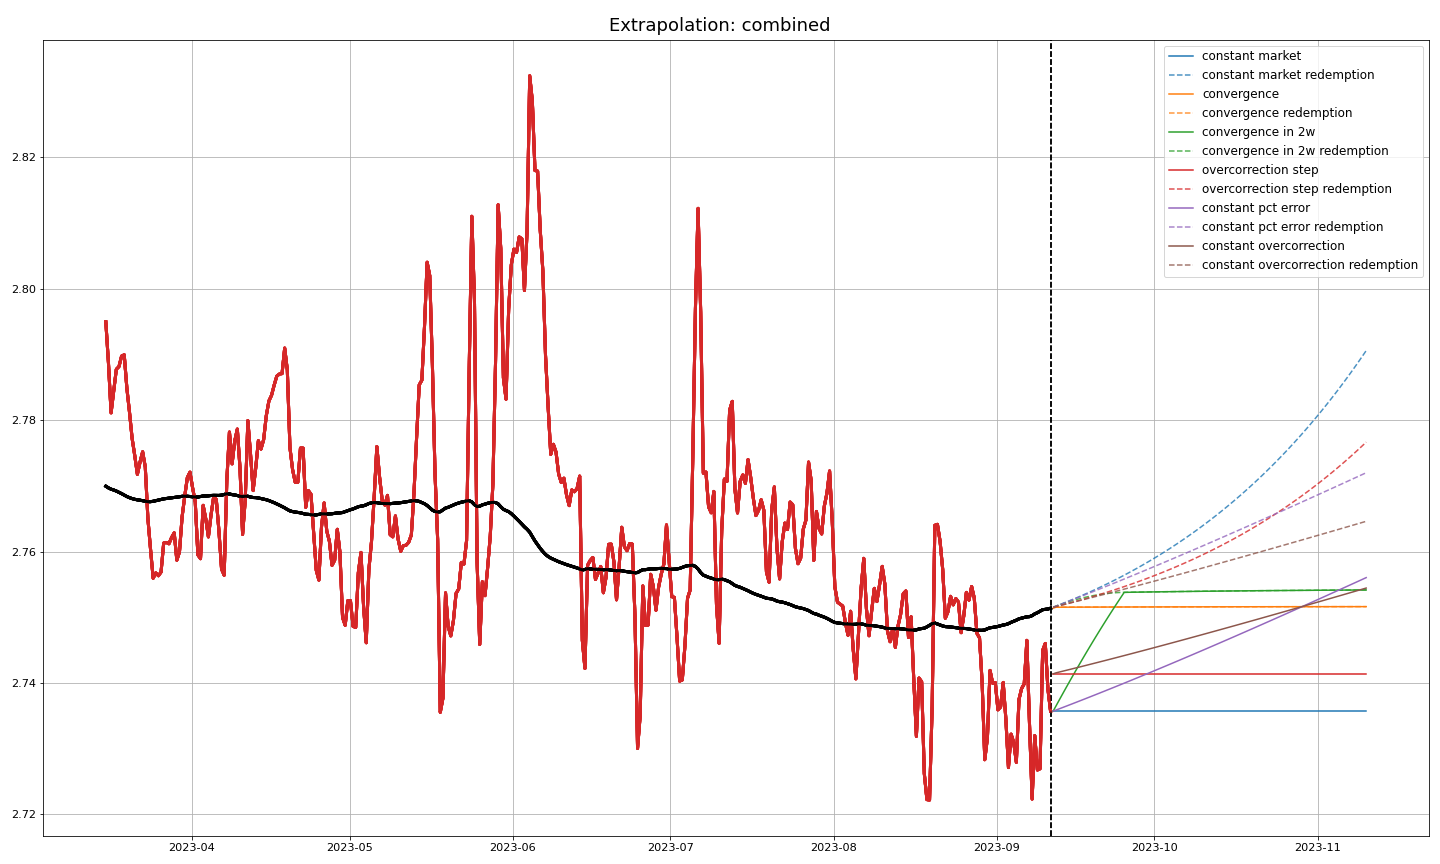 Extrapolation: combined
constant market
constant market redemption
convergence
convergence redemption
convergence in 2w
convergence in 2w redemption
overcorrection step
overcorrection step redemption
constant pct error
constant pct error redemption
constant overcorrection
constant overcorrection redemption
2.82
2.80
2.78
2.76
2.74
2.72
2023-04
2023-05
2023-06
2023-07
2023-08
2023-09
2023-10
2023-11